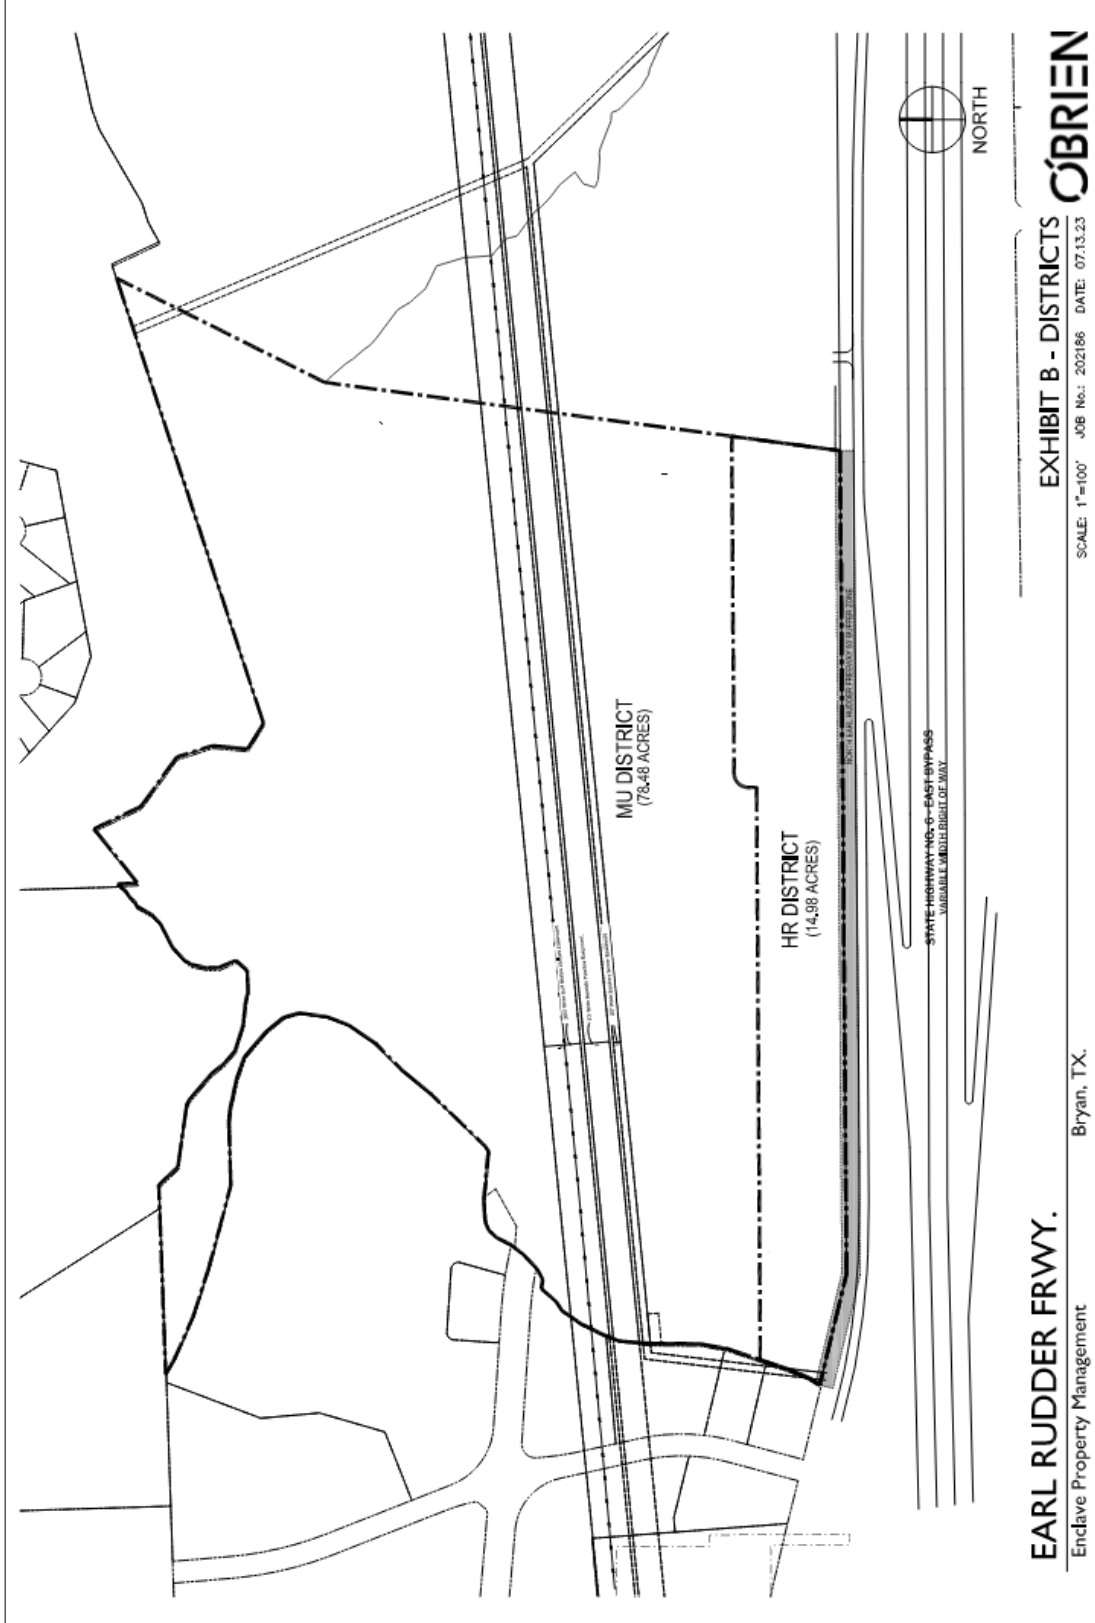 MU DISTRICT
(78.48 ACRES)
HR DISTRICT
(14.98 ACRES)
STATE HIGHWAY NO. 6 - EAST BYPASS
VARIABLE WIDTH RIGHT OF WAY
NORTH
EARL RUDDER FRWY.
Enclave Property Management
Bryan, TX.
EXHIBIT B - DISTRICTS
SCALE: 1"=100' JOB No.: 202186 DATE: 07.13.23
ÓBRIEN